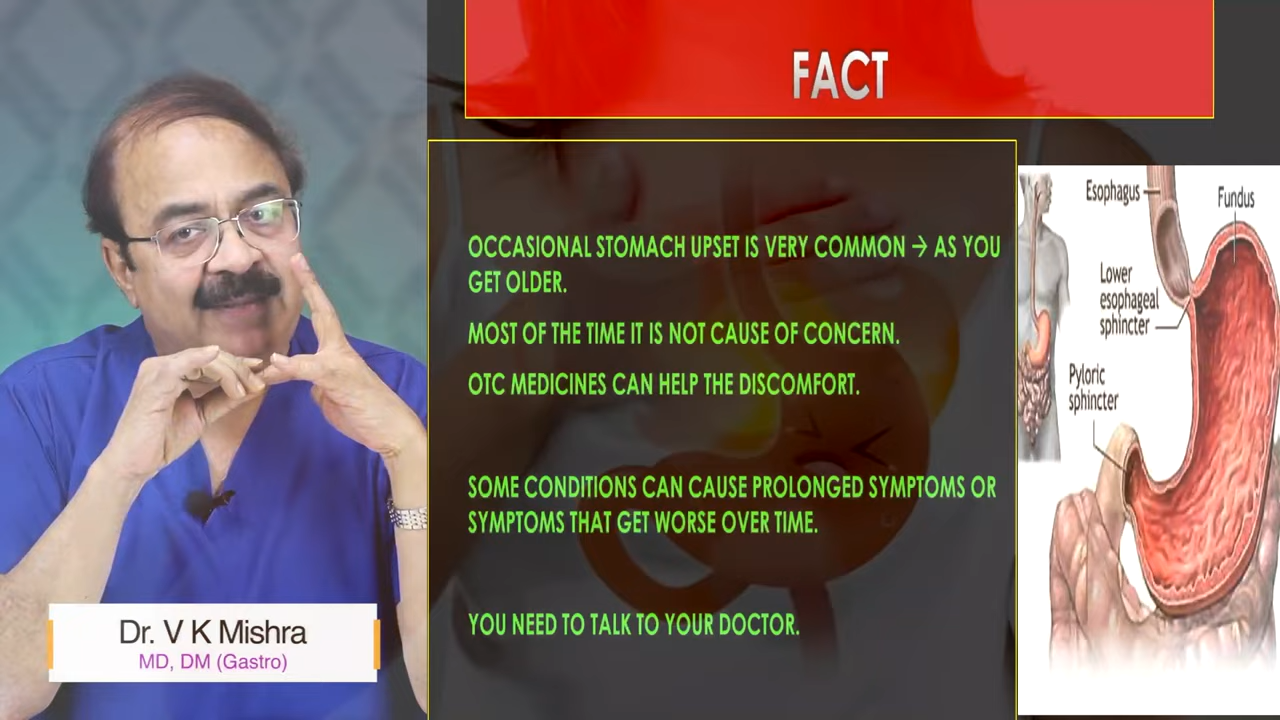 FACT
OCCASIONAL STOMACH UPSET IS VERY COMMON → AS YOU
GET OLDER.
MOST OF THE TIME IT IS NOT CAUSE OF CONCERN.
OTC MEDICINES CAN HELP THE DISCOMFORT.
SOME CONDITIONS CAN CAUSE PROLONGED SYMPTOMS OR
SYMPTOMS THAT GET WORSE OVER TIME.
YOU NEED TO TALK TO YOUR DOCTOR.
Esophagus
Fundus
Lower
esophageal
sphincter
Pyloric
sphincter
Dr. V K Mishra
MD, DM (Gastro)